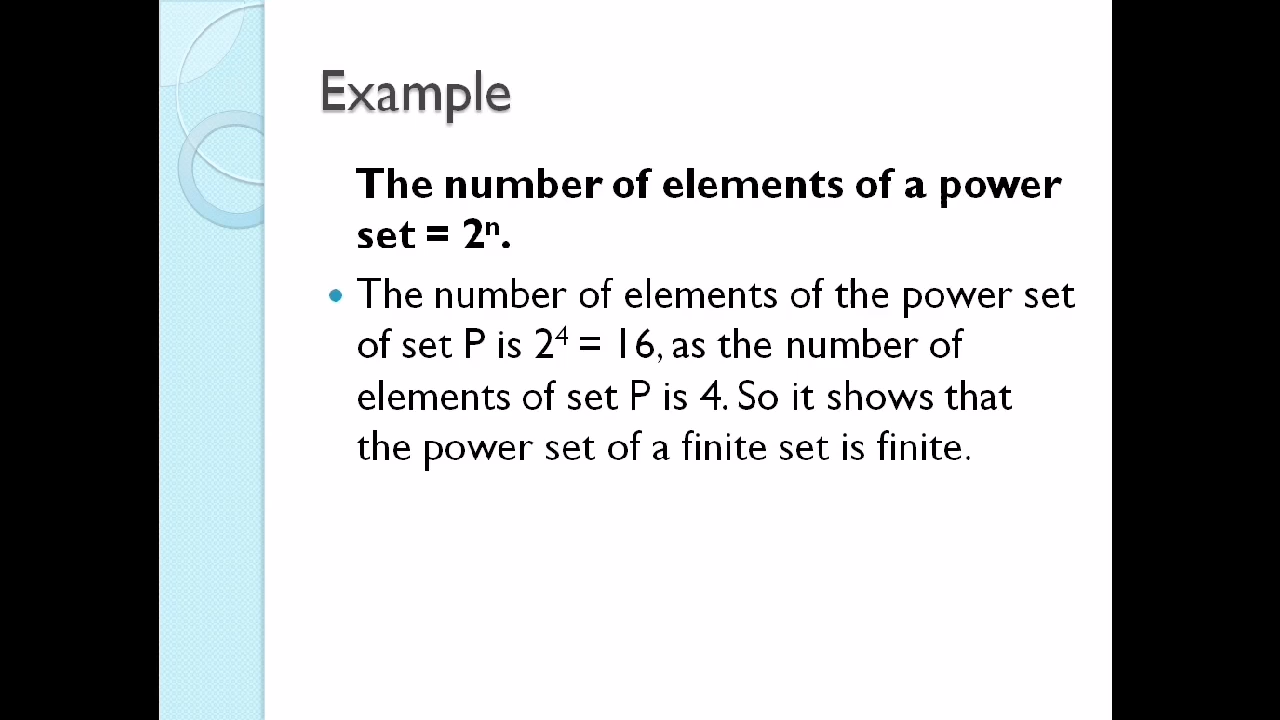 Example
The number of elements of a power
set = 2ⁿ.
• The number of elements of the power set
of set P is 2⁴ = 16, as the number of
elements of set P is 4. So it shows that
the power set of a finite set is finite.